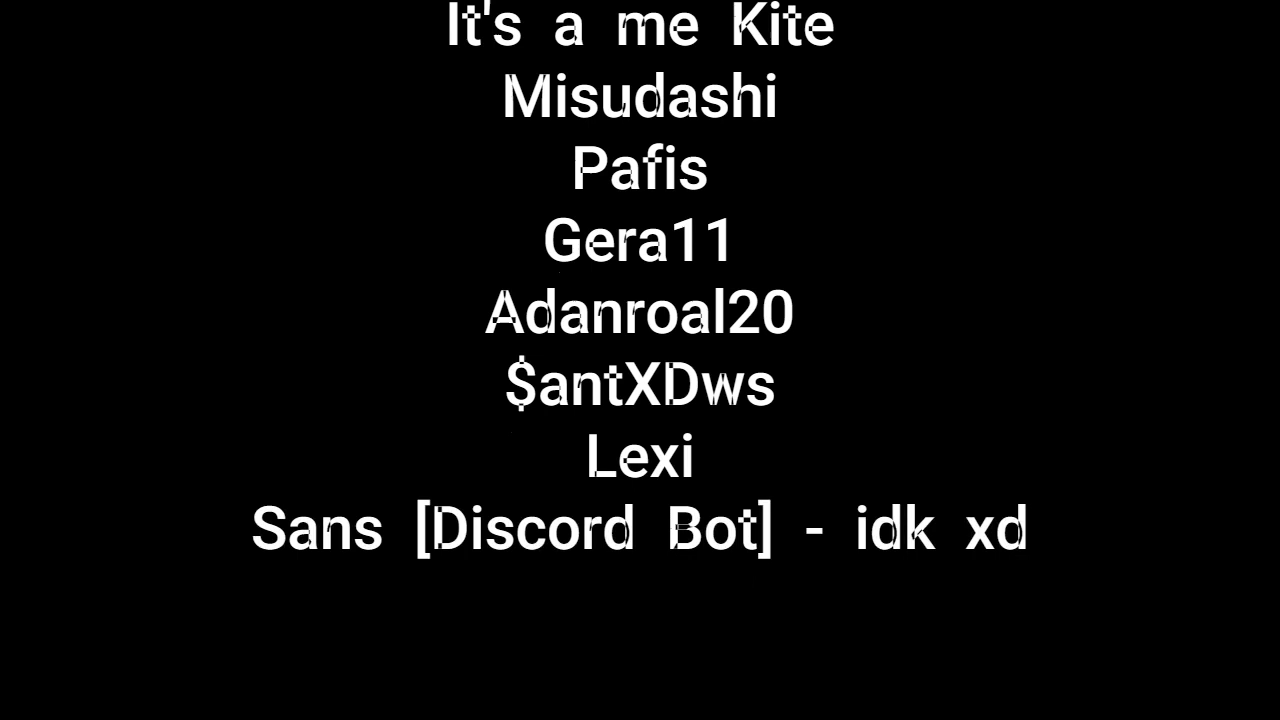 It's a me Kite
Misudashi
Pafis
Gera11
Adanroal20
$antXDws
Lexi
Sans [Discord Bot] - idk xd